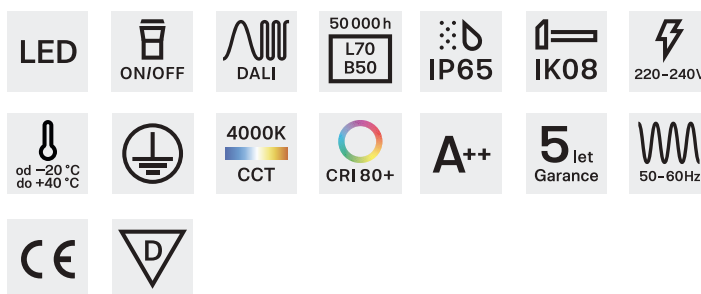 LED
ON/OFF
DALI
50 000 h
L70
B50
IP65
IK08
220–240V
od –20 °C
do +40 °C
4000K
CCT
CRI 80+
A++
5 let
Garance
50–60Hz
CE
D